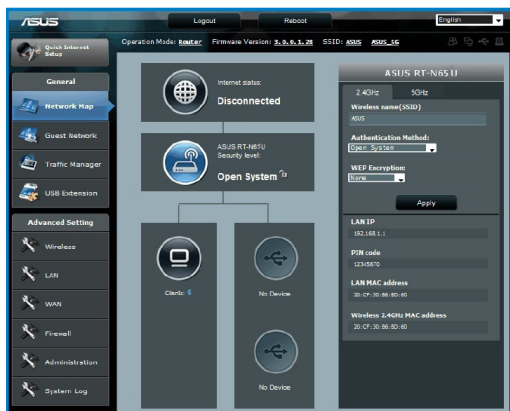 ASUS
Logout
Reboot
English
Quick Internet Setup
Operation Mode: Router Firmware Version: 3.0.0.1.28 SSID: ASUS ASUS_5G
General
Network Map
Guest Network
Traffic Manager
USB Extension
Advanced Setting
Wireless
LAN
WAN
Firewall
Administration
System Log
Internet status:
Disconnected
ASUS RT-N65U
Security level:
Open System
Clients: 6
No Device
No Device
ASUS RT-N65U
2.4GHz 5GHz
Wireless name(SSID)
ASUS
Authentication Method:
Open System
WEP Encryption:
None
Apply
LAN IP
192.168.1.1
PIN code
12345670
LAN MAC address
20:CF:30:86:8D:60
Wireless 2.4GHz MAC address
20:CF:30:86:8D:60